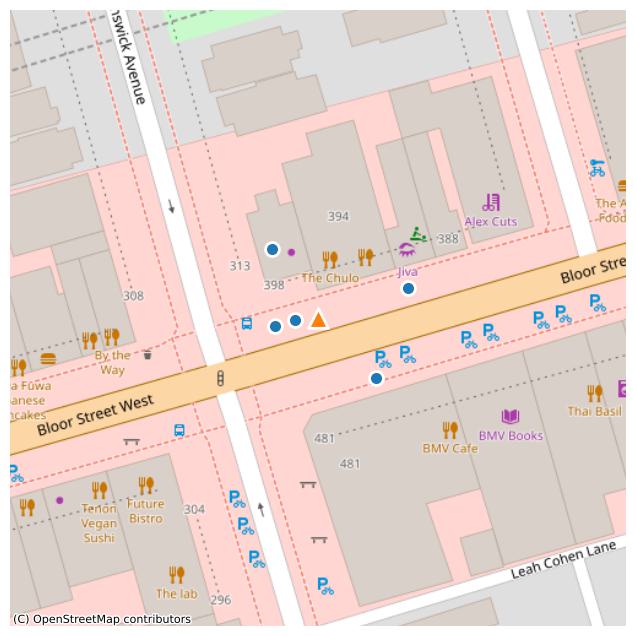 nswick Avenue
Alex Cuts
The A
Food
394
388
Jiva
313
The Chulo
398
Bloor Stre
308
By the
Way
a Fūwa
anese
ncakes
Bloor Street West
481
481
BMV Cafe
BMV Books
Thai Basil
Tenon
Vegan
Sushi
Future
Bistro
304
The lab
296
Leah Cohen Lane
(C) OpenStreetMap contributors